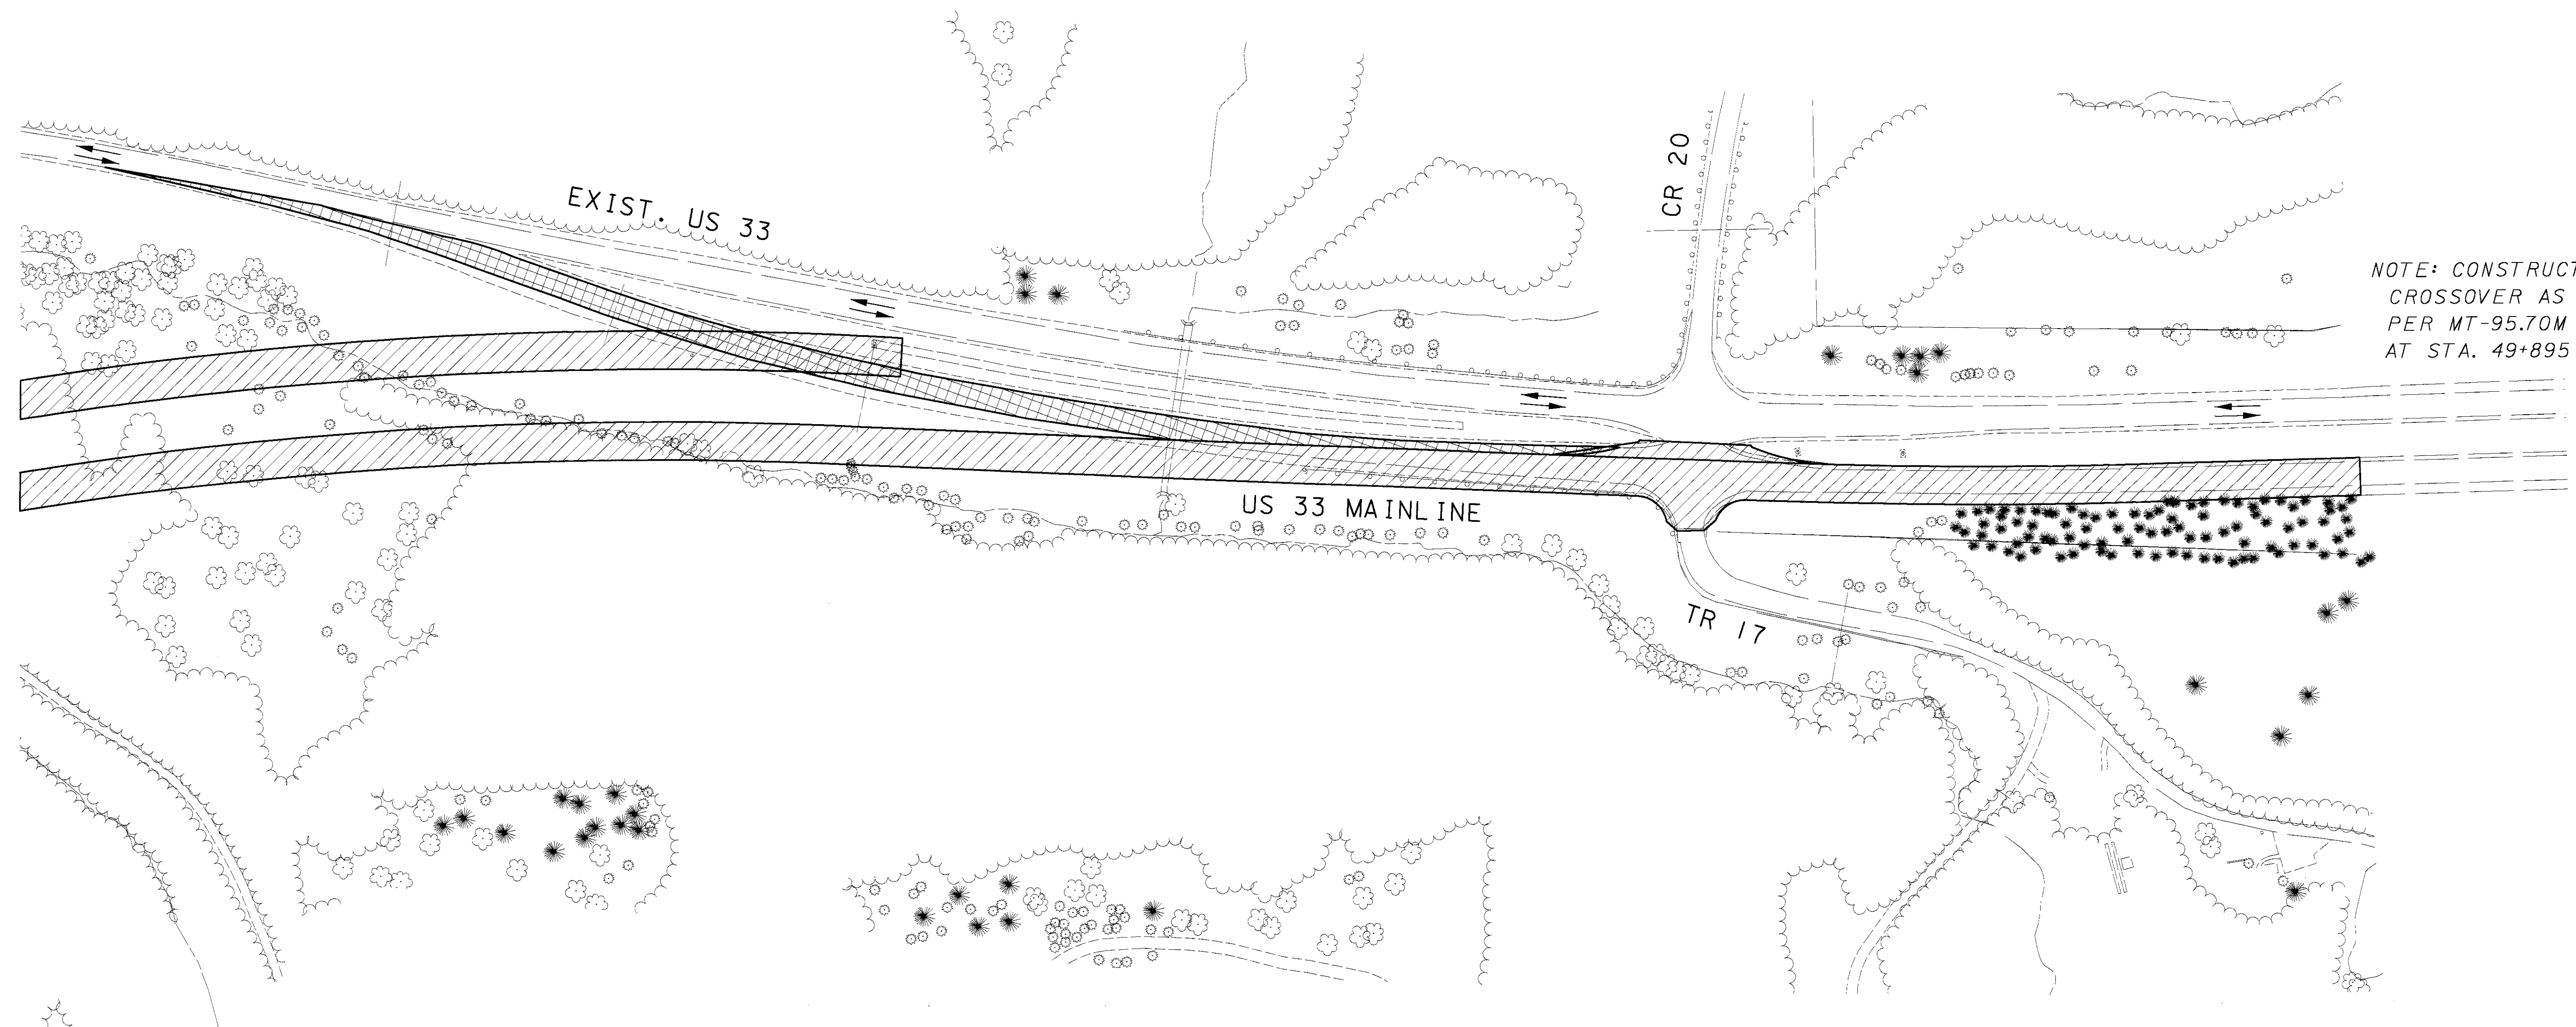 EXIST. US 33
CR 20
NOTE: CONSTRUCT
CROSSOVER AS
PER MT-95.70M
AT STA. 49+895
US 33 MAINLINE
TR 17